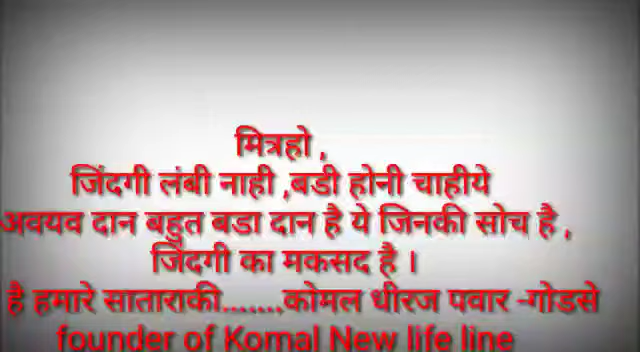 मित्रहो ,
जिंदगी लंबी नाही ,बडी होनी चाहीये
अवयव दान बहुत बडा दान है ये जिनकी सोच है ,
जिंदगी का मकसद है ।
है हमारे साताराकी.......कोमल धीरज पवार -गोडसे
founder of Komal New life line